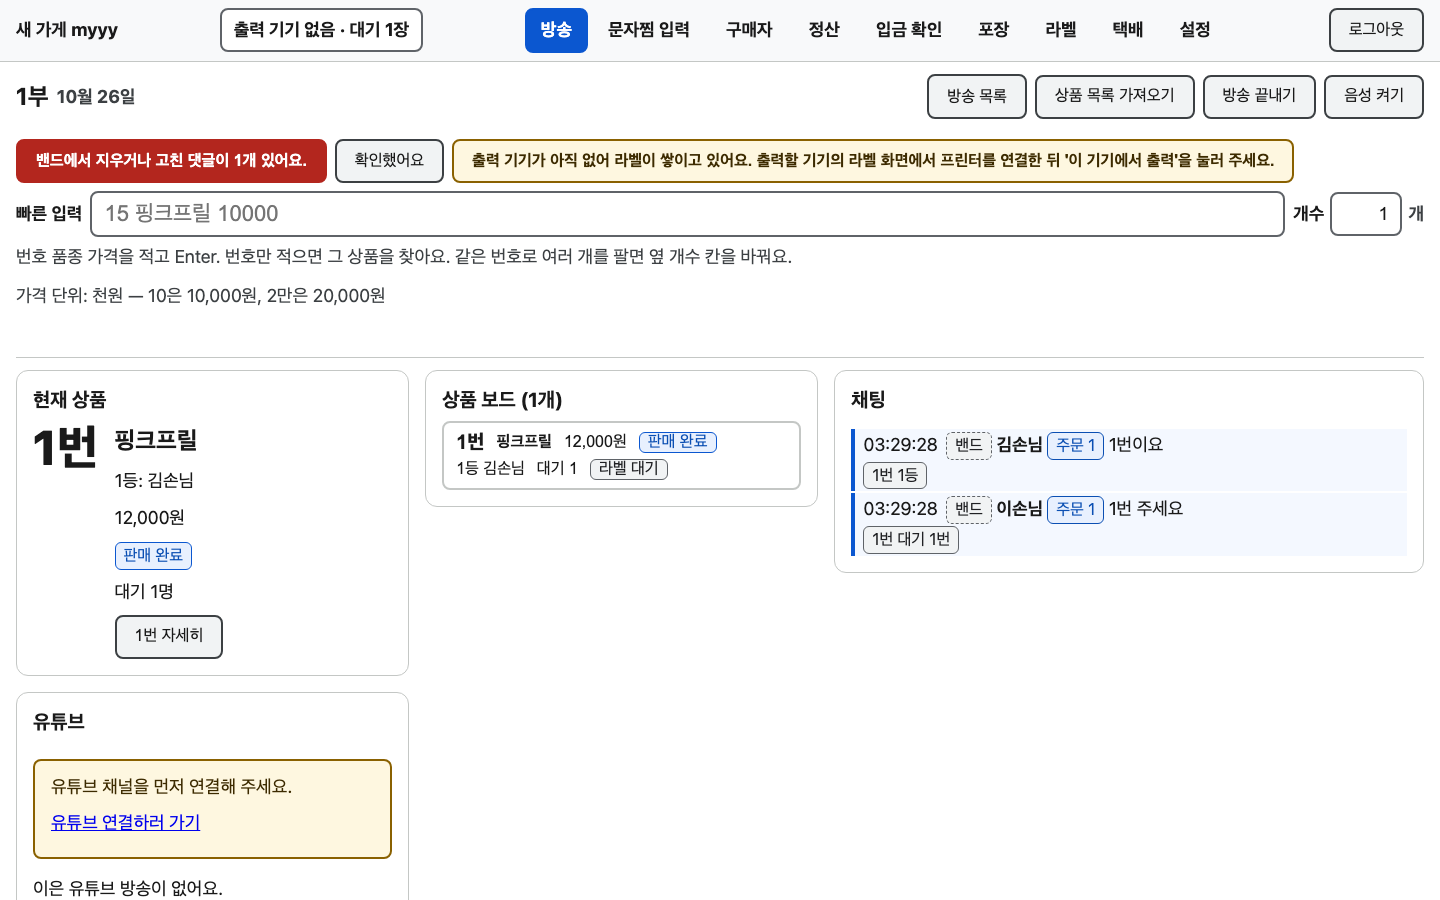 새 가게 myyy
출력 기기 없음 · 대기 1장
방송 문자찜 입력 구매자 정산 입금 확인 포장 라벨 택배 설정
로그아웃
1부 10월 26일
방송 목록 상품 목록 가져오기 방송 끝내기 음성 켜기
밴드에서 지우거나 고친 댓글이 1개 있어요. 확인했어요 출력 기기가 아직 없어 라벨이 쌓이고 있어요. 출력할 기기의 라벨 화면에서 프린터를 연결한 뒤 '이 기기에서 출력'을 눌러 주세요.
빠른 입력 15 핑크프릴 10000 개수 1 개
번호 품종 가격을 적고 Enter. 번호만 적으면 그 상품을 찾아요. 같은 번호로 여러 개를 팔면 옆 개수 칸을 바꿔요.
가격 단위: 천원 — 10은 10,000원, 2만은 20,000원
현재 상품
1번 핑크프릴
1등: 김손님
12,000원
판매 완료
대기 1명
1번 자세히
유튜브
유튜브 채널을 먼저 연결해 주세요.
유튜브 연결하러 가기
이은 유튜브 방송이 없어요.
상품 보드 (1개)
1번 핑크프릴 12,000원 판매 완료
1등 김손님 대기 1 라벨 대기
채팅
03:29:28 밴드 김손님 주문 1 1번이요
1번 1등
03:29:28 밴드 이손님 주문 1 1번 주세요
1번 대기 1번